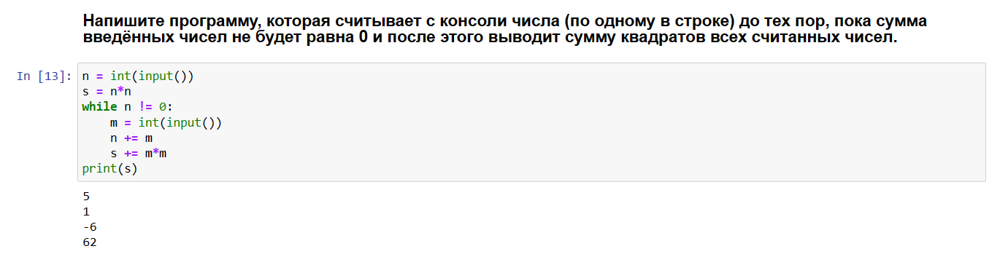 Напишите программу, которая считывает с консоли числа (по одному в строке) до тех пор, пока сумма
введённых чисел не будет равна 0 и после этого выводит сумму квадратов всех считанных чисел.
In [13]: n = int(input())
s = n*n
while n != 0:
    m = int(input())
    n += m
    s += m*m
print(s)
5
1
-6
62